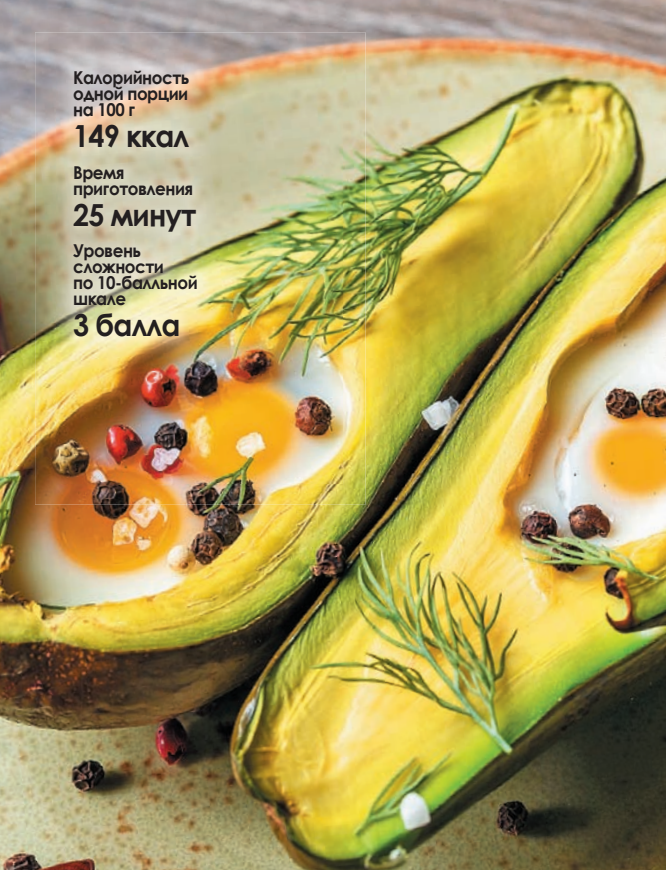 Калорийность
одной порции
на 100 г
149 ккал
Время
приготовления
25 минут
Уровень
сложности
по 10-балльной
шкале
3 балла